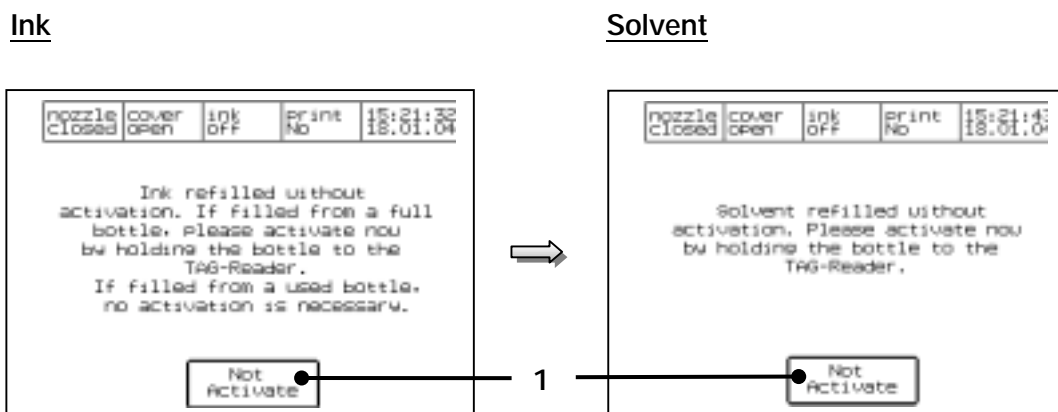 Ink
Solvent
nozzle closed cover open ink off print No 15:21:32 18.01.04
Ink refilled without
activation. If filled from a full
bottle, please activate now
by holding the bottle to the
TAG-Reader.
If filled from a used bottle,
no activation is necessary.
Not
Activate
1
nozzle closed cover open ink off print No 15:21:43 18.01.04
Solvent refilled without
activation. Please activate now
by holding the bottle to the
TAG-Reader.
Not
Activate